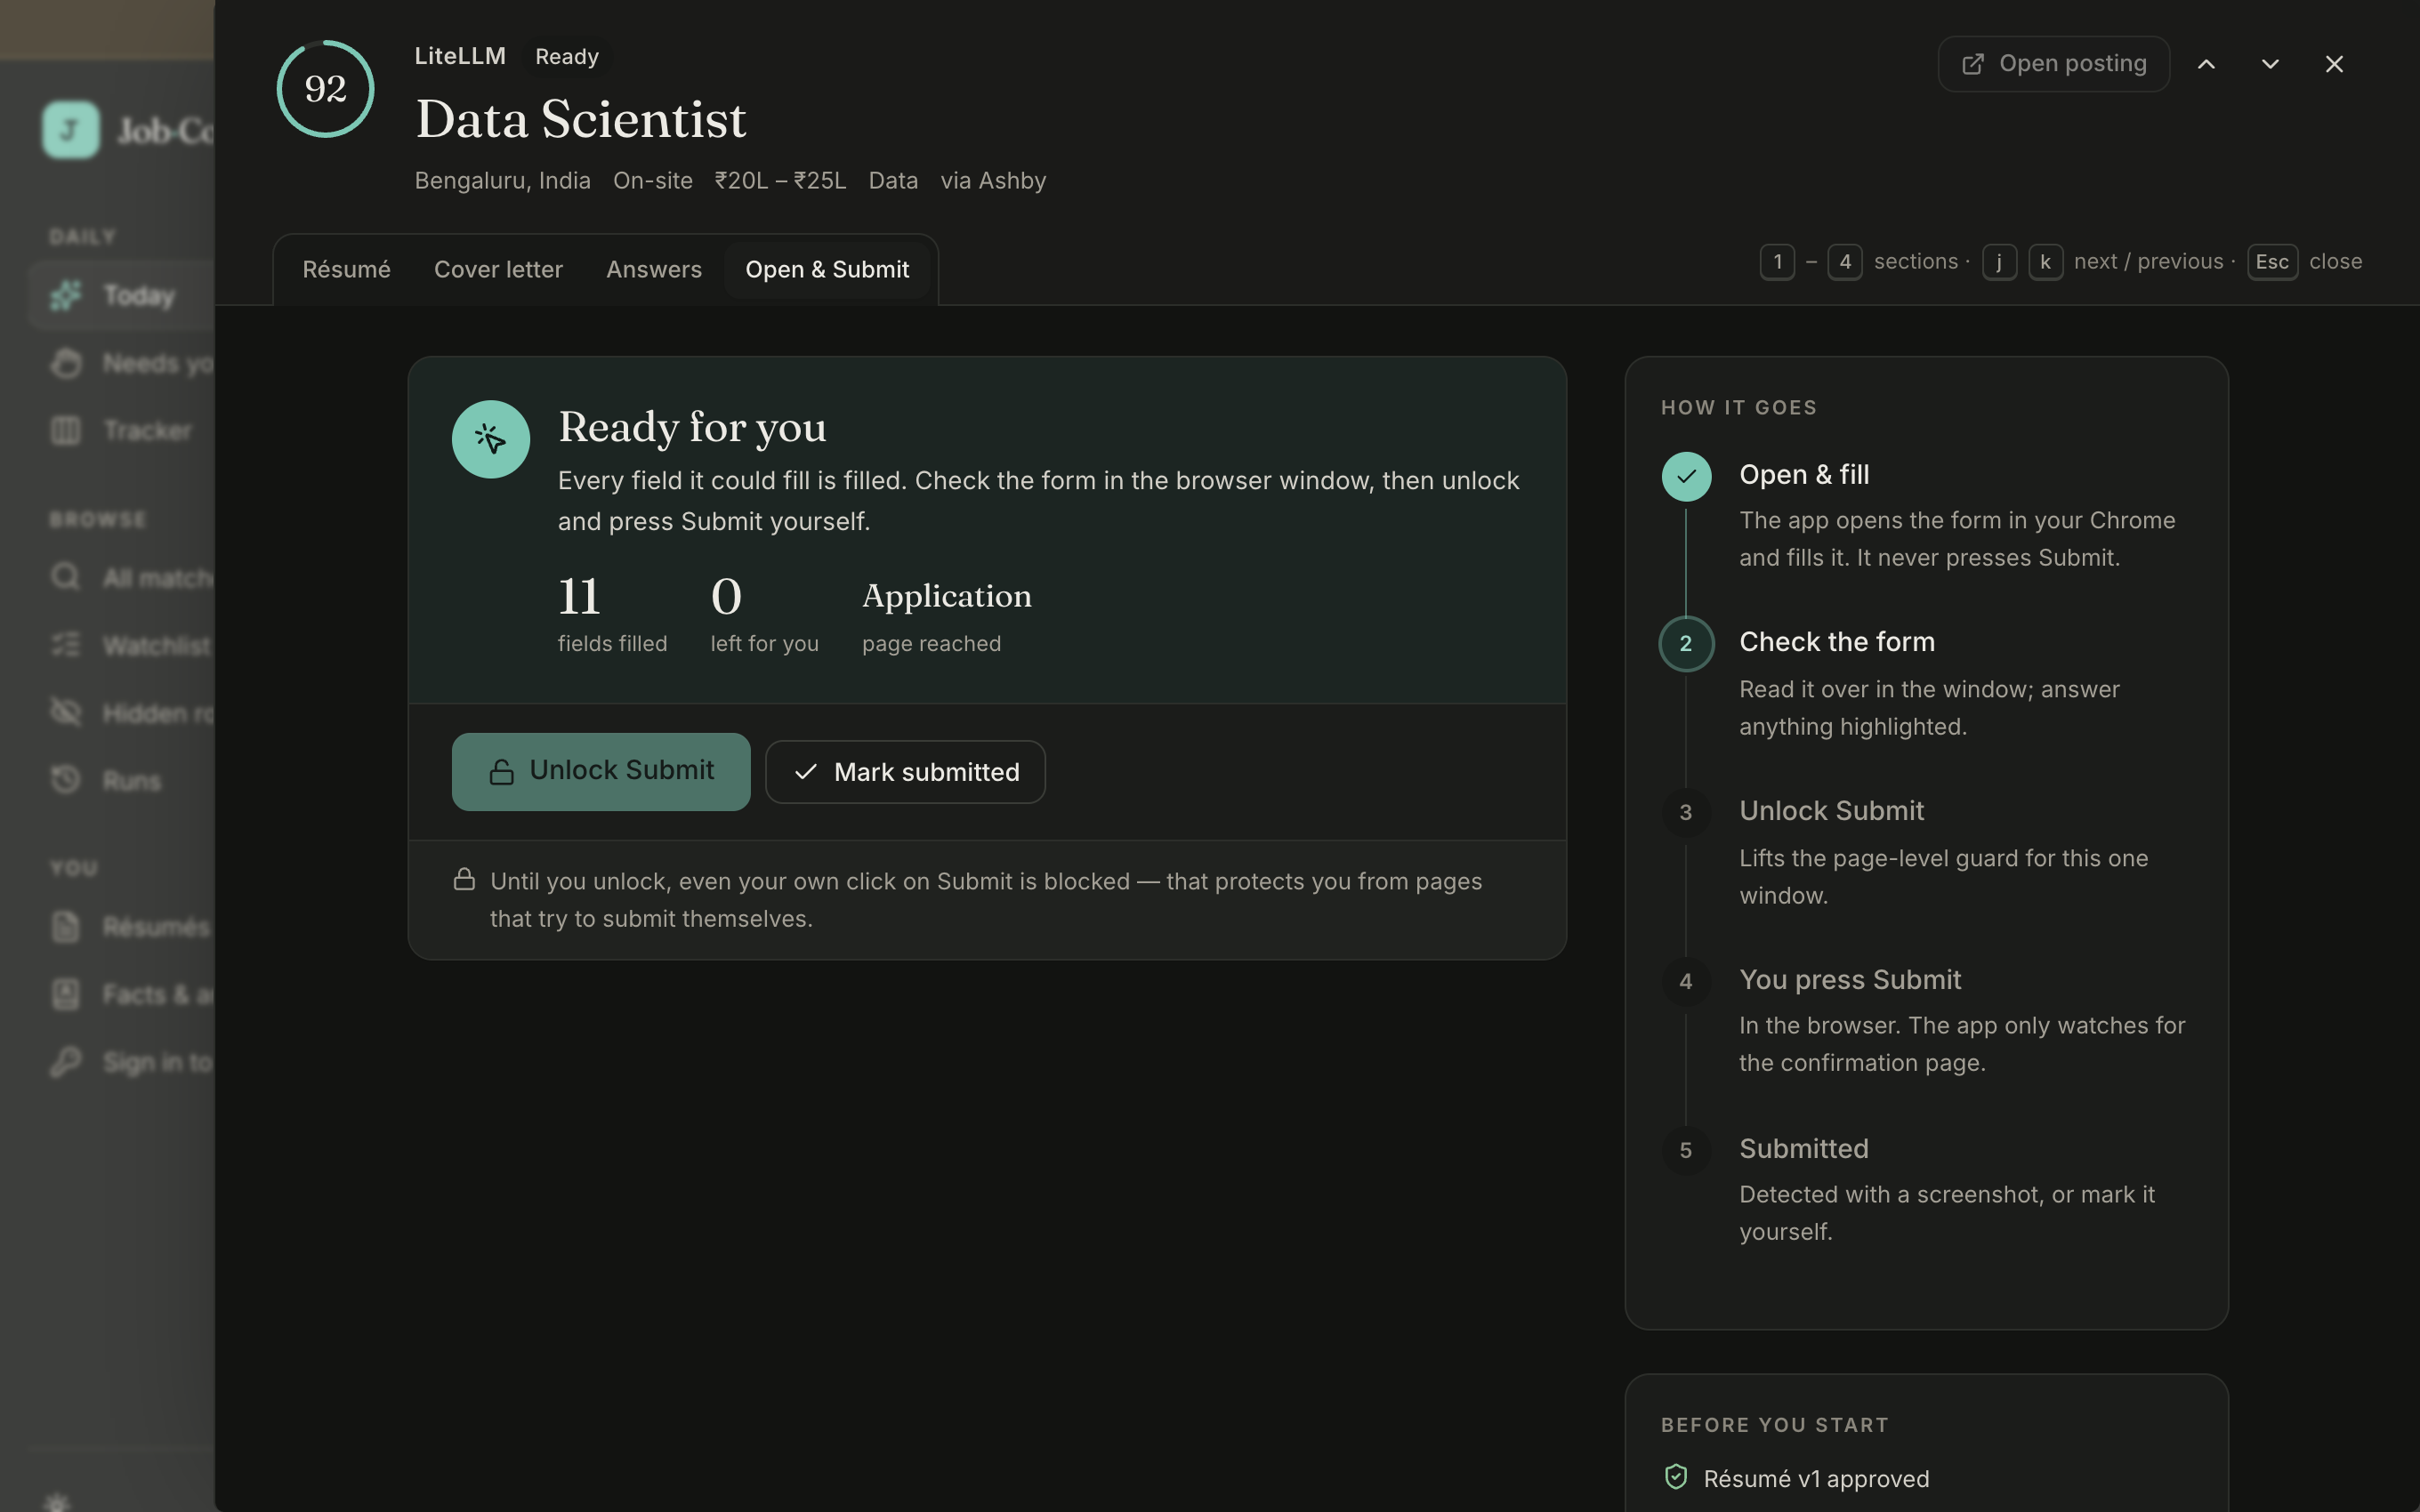 92
LiteLLM Ready
Data Scientist
Bengaluru, India On-site ₹20L – ₹25L Data via Ashby
Open posting
Résumé Cover letter Answers Open & Submit
1 – 4 sections · j k next / previous · Esc close
J
DAILY
Today
Tracker
BROWSE
Watchlist
Runs
YOU
Résumés
Facts &
Sign in to
Ready for you
Every field it could fill is filled. Check the form in the browser window, then unlock
and press Submit yourself.
11 0 Application
fields filled left for you page reached
Unlock Submit Mark submitted
Until you unlock, even your own click on Submit is blocked — that protects you from pages
that try to submit themselves.
HOW IT GOES
Open & fill
The app opens the form in your Chrome
and fills it. It never presses Submit.
2 Check the form
Read it over in the window; answer
anything highlighted.
3 Unlock Submit
Lifts the page-level guard for this one
window.
4 You press Submit
In the browser. The app only watches for
the confirmation page.
5 Submitted
Detected with a screenshot, or mark it
yourself.
BEFORE YOU START
Résumé v1 approved